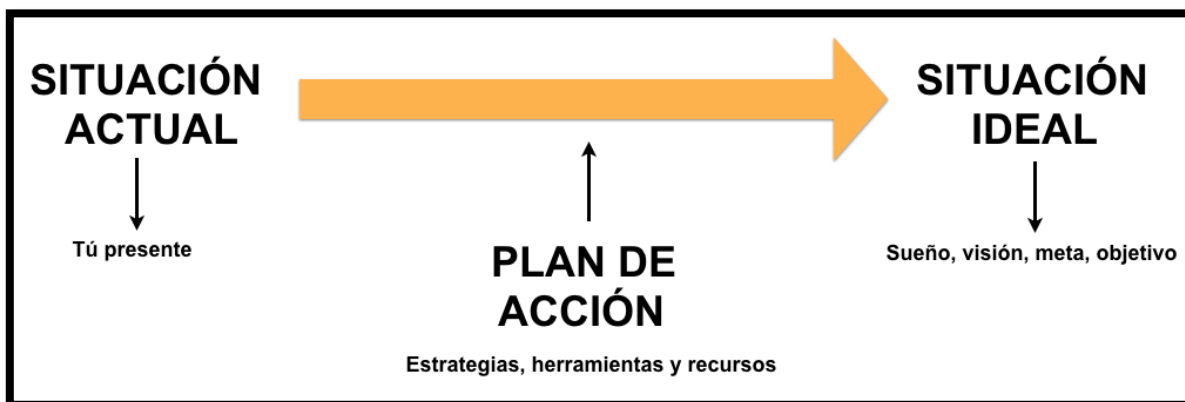 SITUACIÓN
ACTUAL
Tú presente
PLAN DE
ACCIÓN
Estrategias, herramientas y recursos
SITUACIÓN
IDEAL
Sueño, visión, meta, objetivo